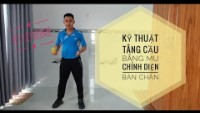 KỸ THUẬT
TÂNG CẦU
BẰNG MU
CHÍNH DIỆN
BÀN CHÂN